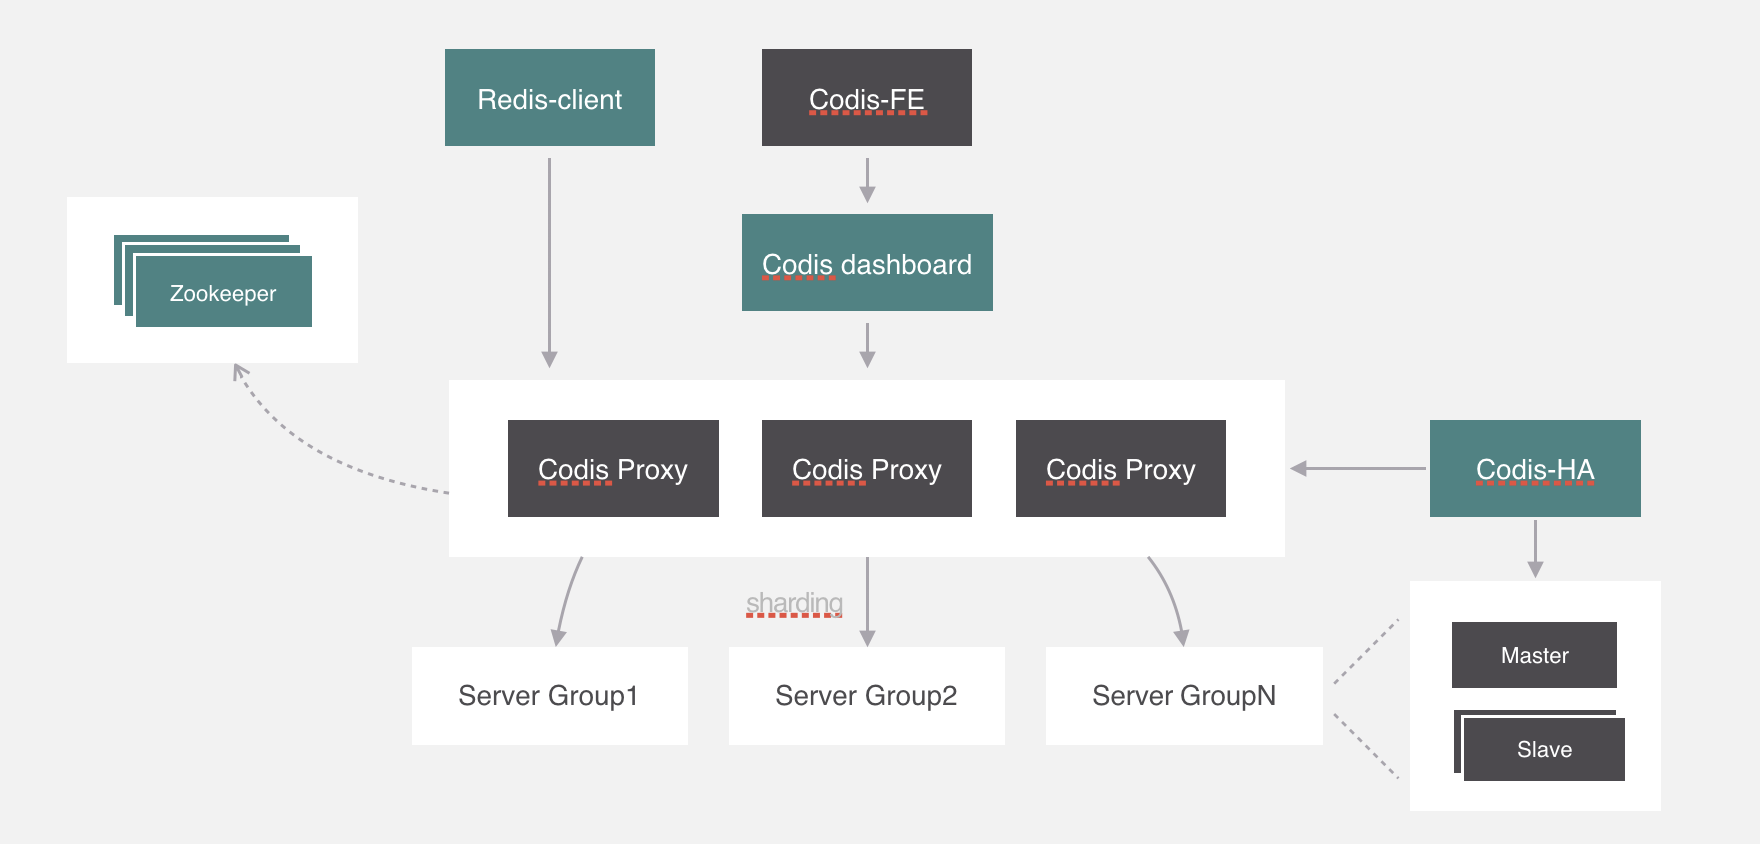 Redis-client
Codis-FE
Zookeeper
Codis dashboard
Codis Proxy
Codis Proxy
Codis Proxy
Codis-HA
sharding
Server Group1
Server Group2
Server GroupN
Master
Slave